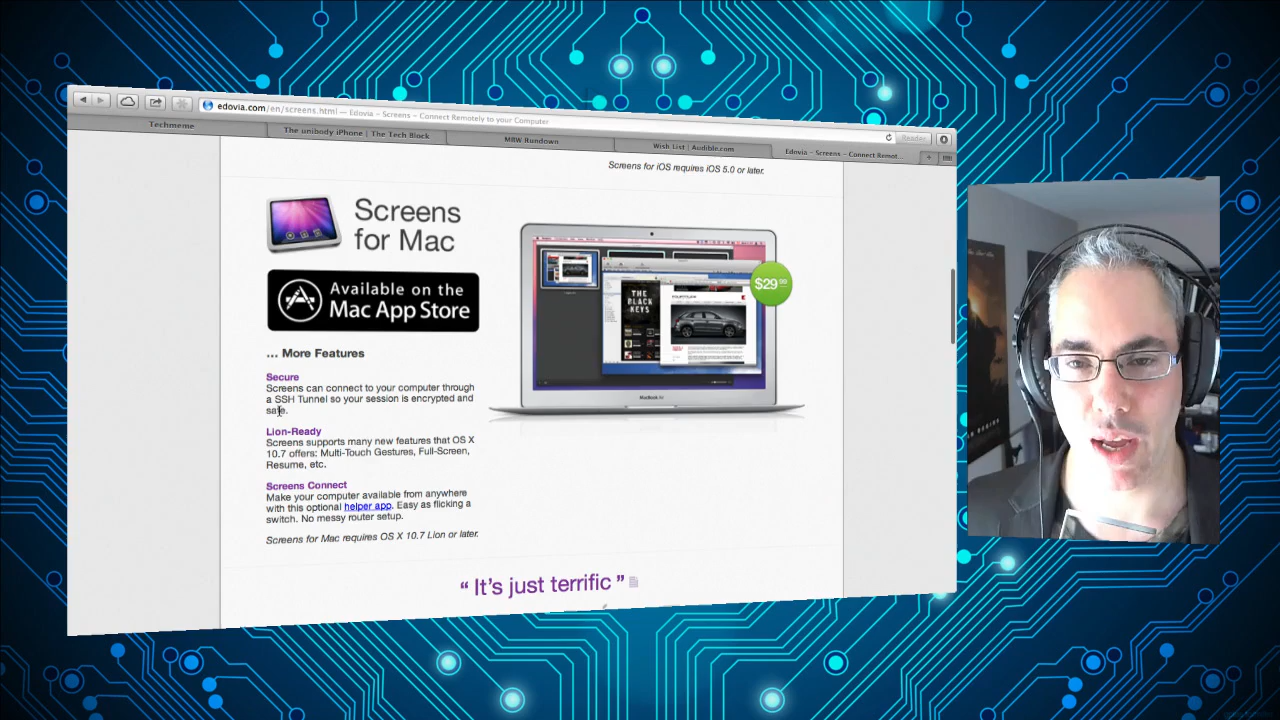 edovia.com/en/screens.html — Edovia – Screens – Connect Remotely to your Computer
Reader
Techmeme
The unibody iPhone | The Tech Block
MBW Rundown
Wish List | Audible.com
Edovia – Screens – Connect Remot...
Screens for iOS requires iOS 5.0 or later.
Screens
for Mac
Available on the
Mac App Store
$29.99
THE
BLACK
KEYS
MacBook Air
... More Features
Secure
Screens can connect to your computer through
a SSH Tunnel so your session is encrypted and
safe.
Lion-Ready
Screens supports many new features that OS X
10.7 offers: Multi-Touch Gestures, Full-Screen,
Resume, etc.
Screens Connect
Make your computer available from anywhere
with this optional helper app. Easy as flicking a
switch. No messy router setup.
Screens for Mac requires OS X 10.7 Lion or later.
“ It's just terrific ”